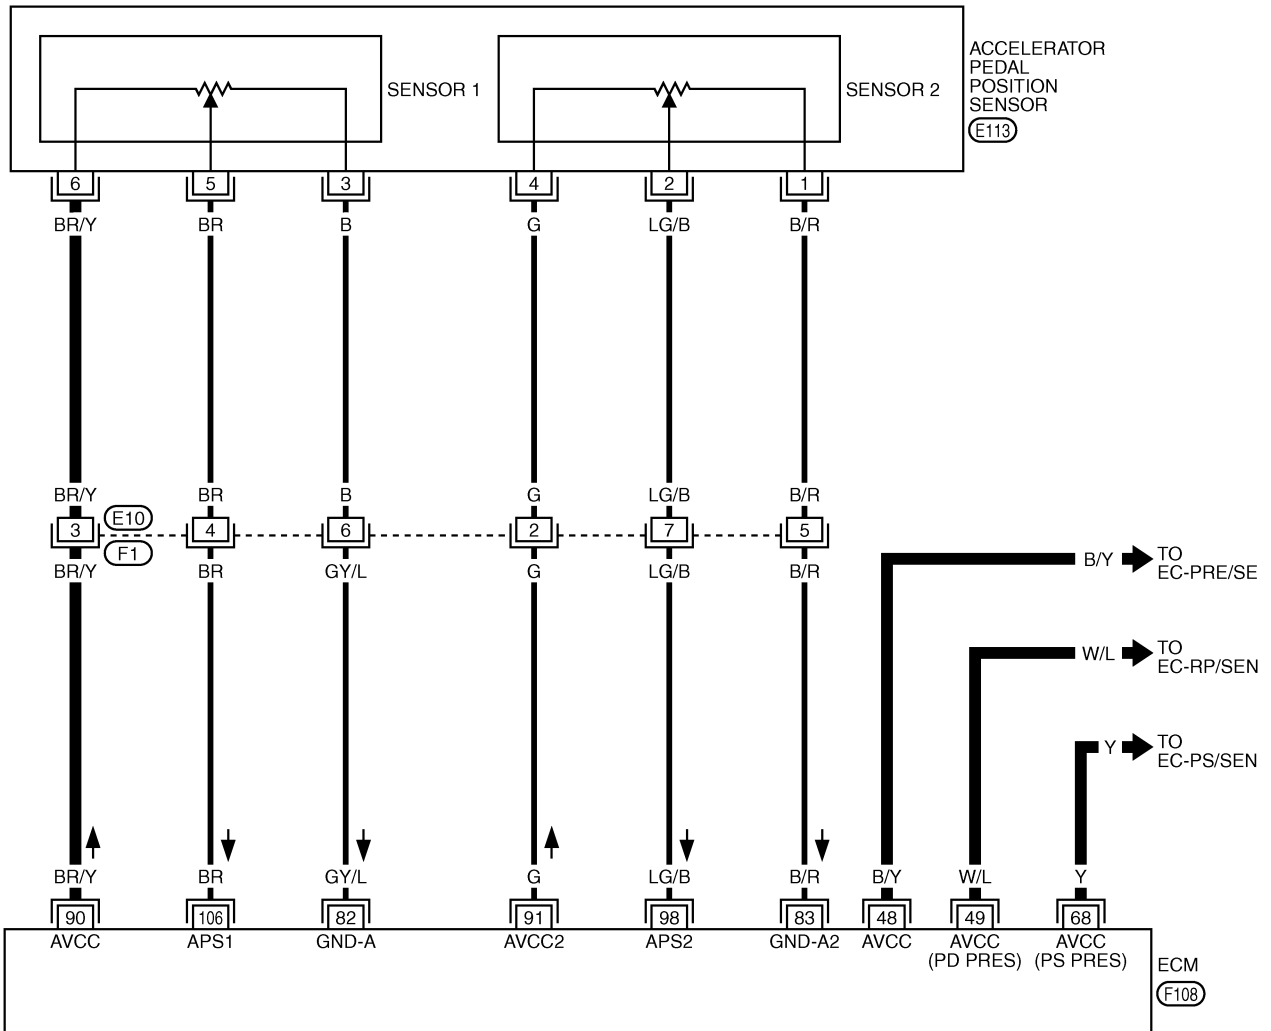 SENSOR 1
SENSOR 2
ACCELERATOR
PEDAL
POSITION
SENSOR
E113
6 5 3 4 2 1
BR/Y BR B G LG/B B/R
BR/Y BR B G LG/B B/R
E10
3 4 6 2 7 5
F1
BR/Y BR GY/L G LG/B B/R
B/Y TO
EC-PRE/SE
W/L TO
EC-RP/SEN
Y TO
EC-PS/SEN
BR/Y BR GY/L G LG/B B/R B/Y W/L Y
90 106 82 91 98 83 48 49 68
AVCC APS1 GND-A AVCC2 APS2 GND-A2 AVCC AVCC AVCC
(PD PRES) (PS PRES)
ECM
F108